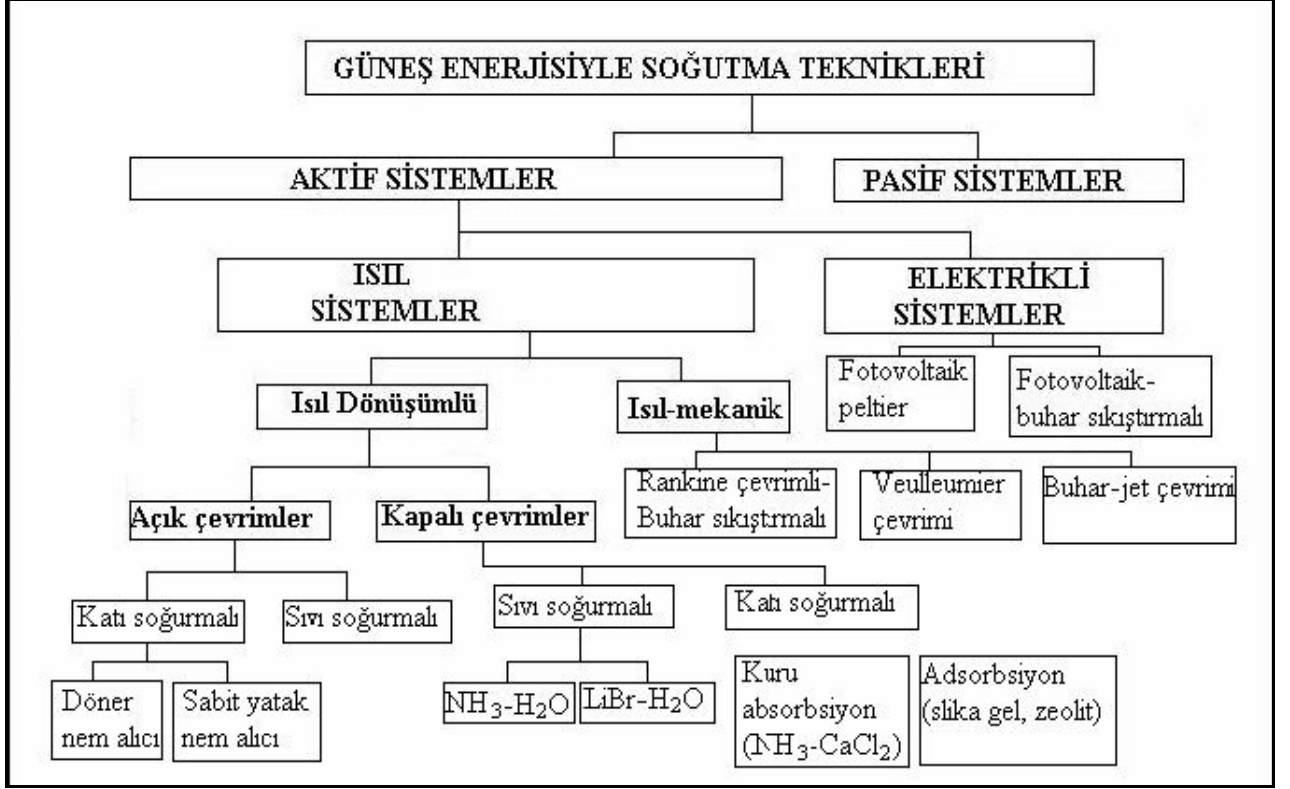 GÜNEŞ ENERJİSİYLE SOĞUTMA TEKNİKLERİ
AKTİF SİSTEMLER
PASİF SİSTEMLER
ISIL
SİSTEMLER
ELEKTRİKLİ
SİSTEMLER
Fotovoltaik
peltier
Fotovoltaik-
buhar sıkıştırmalı
Isıl Dönüşümlü
Isıl-mekanik
Rankine çevrimli-
Buhar sıkıştrmalı
Veulleumier
çevrimi
Buhar-jet çevrimi
Açık çevrimler
Kapalı çevrimler
Katı soğurmalı
Sıvı soğurmalı
Sıvı soğurmalı
Katı soğurmalı
Döner
nem alıcı
Sabit yatak
nem alıcı
NH3-H2O
LiBr-H2O
Kuru
absorbsiyon
(NH3-CaCl2)
Adsorbsiyon
(slika gel, zeolit)